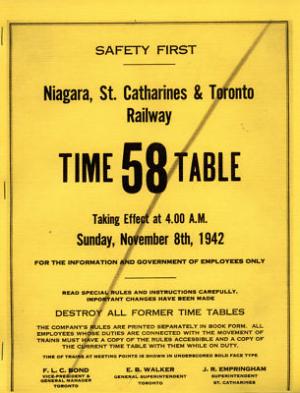 SAFETY FIRST
Niagara, St. Catharines & Toronto
Railway
TIME 58 TABLE
Taking Effect at 4.00 A.M.
Sunday, November 8th, 1942
FOR THE INFORMATION AND GOVERNMENT OF EMPLOYEES ONLY
READ SPECIAL RULES AND INSTRUCTIONS CAREFULLY.
IMPORTANT CHANGES HAVE BEEN MADE
DESTROY ALL FORMER TIME TABLES
THE COMPANY'S RULES ARE PRINTED SEPARATELY IN BOOK FORM. ALL
EMPLOYEES WHOSE DUTIES ARE CONNECTED WITH THE MOVEMENT OF
TRAINS MUST HAVE A COPY OF THE RULES ACCESSIBLE AND A COPY OF
THE CURRENT TIME TABLE WITH THEM WHILE ON DUTY.
TIME OF TRAINS AT MEETING POINTS IS SHOWN IN UNDERSCORED BOLD FACE TYPE
F. L. C. BOND
VICE-PRESIDENT &
GENERAL MANAGER
TORONTO
E. B. WALKER
GENERAL SUPERINTENDENT
TORONTO
J. R. EMPRINGHAM
SUPERINTENDENT
ST. CATHARINES